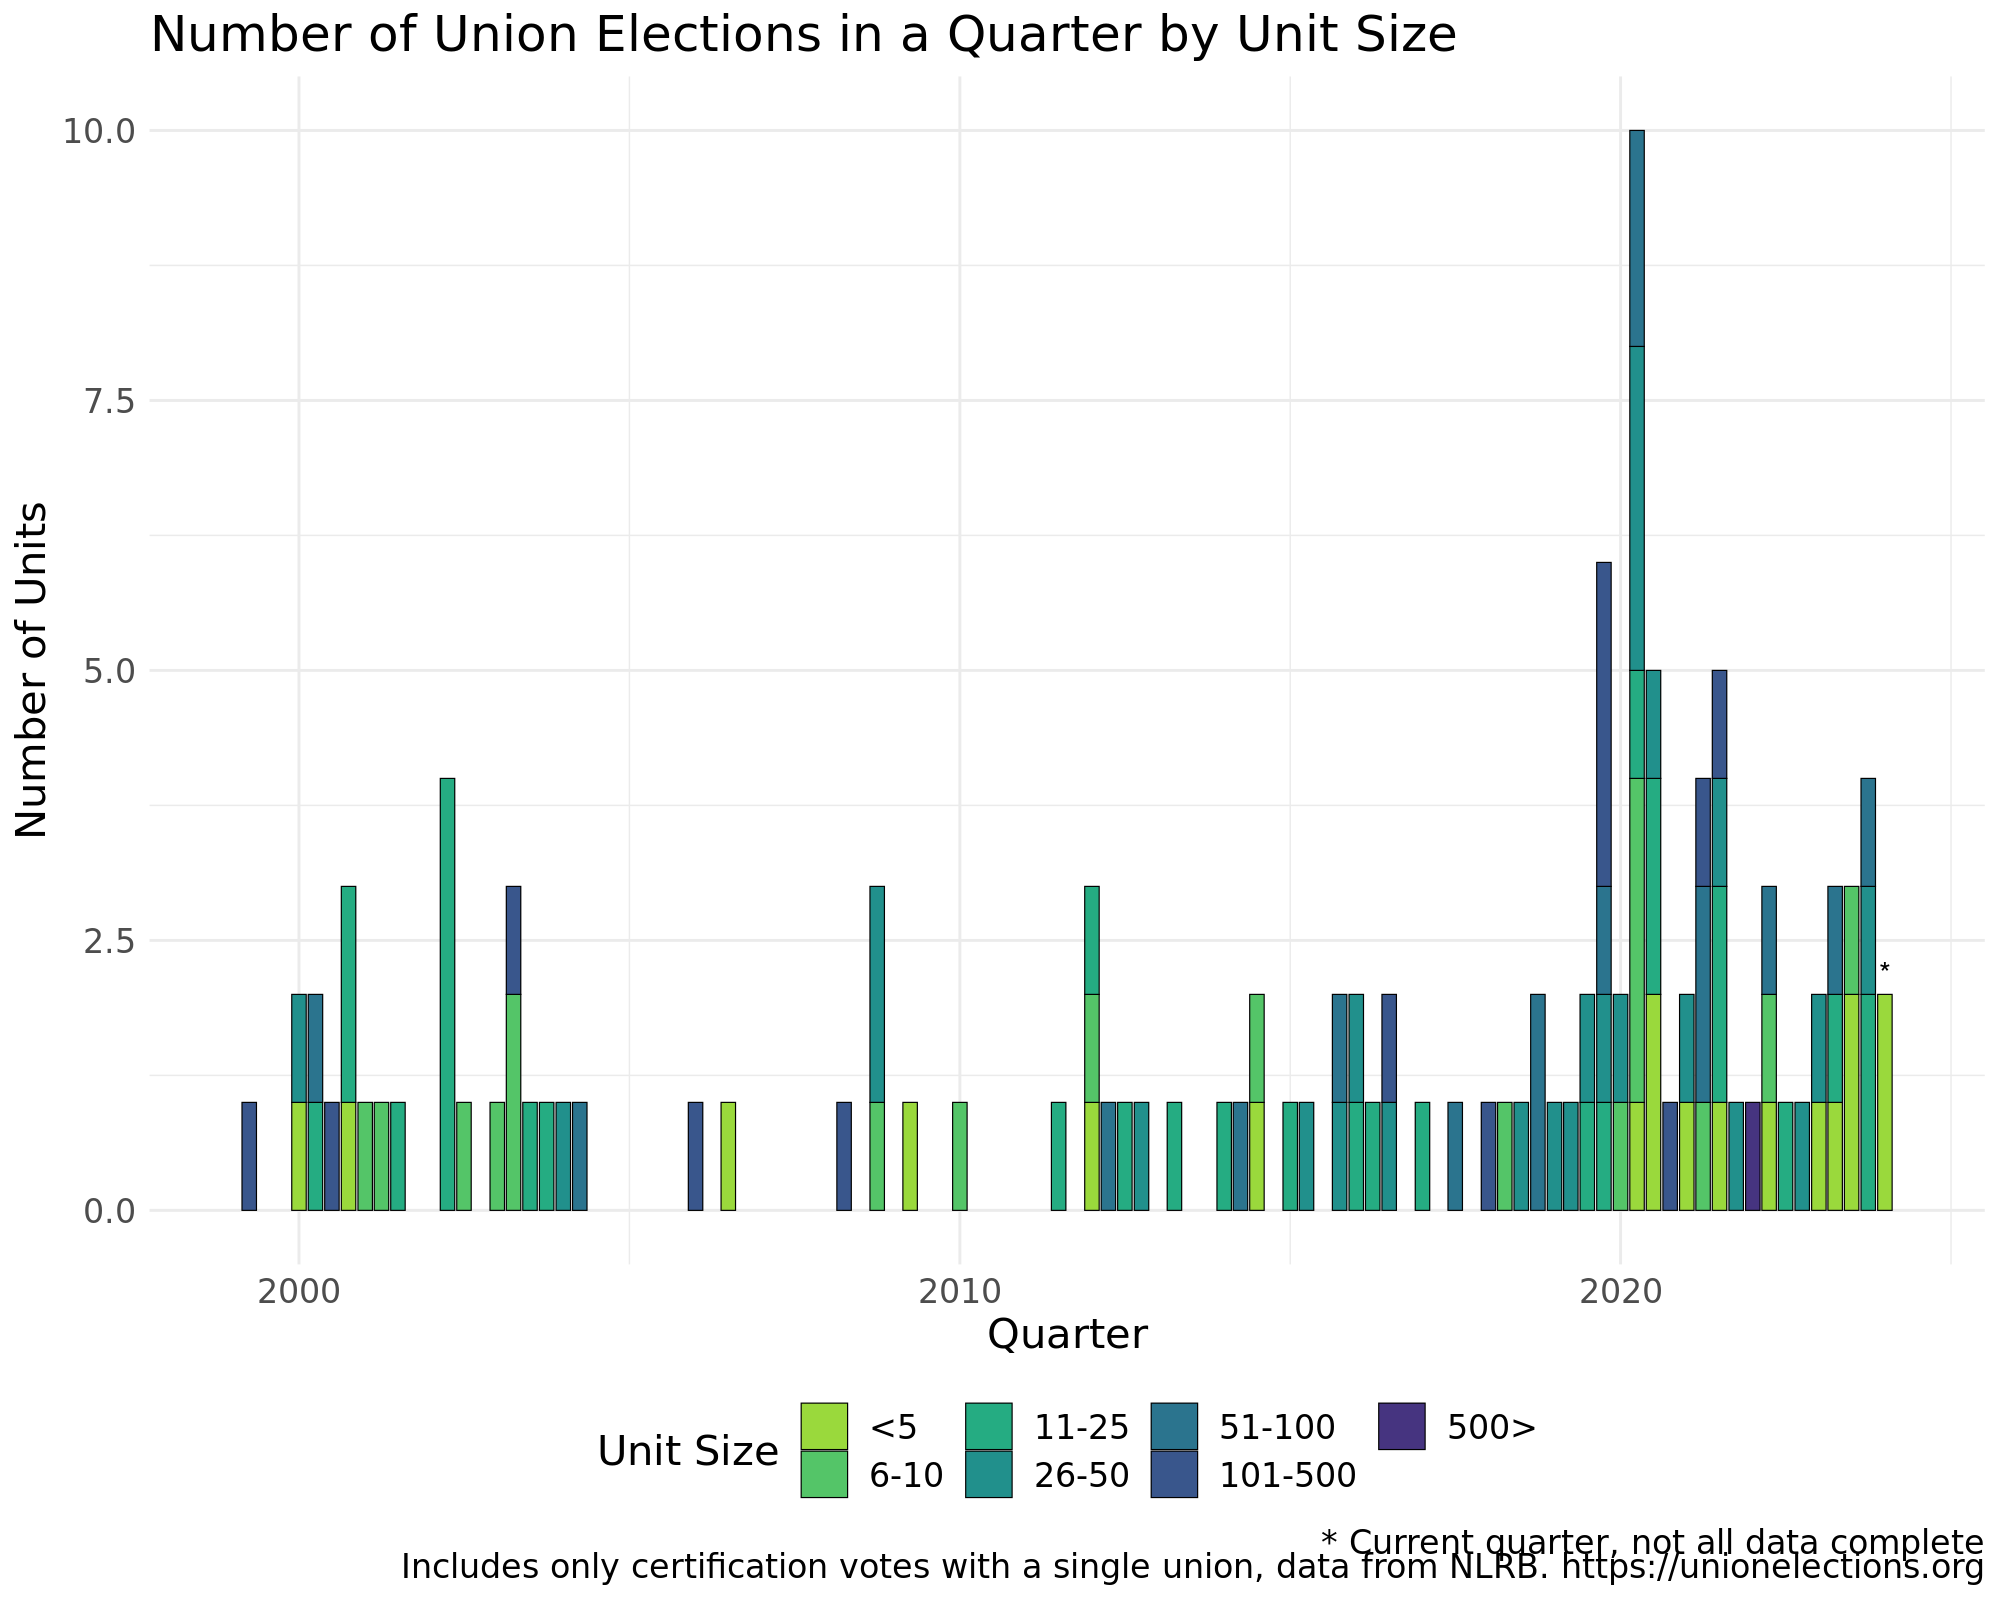 Number of Union Elections in a Quarter by Unit Size
10.0
7.5
5.0
2.5
0.0
Number of Units
*
2000 2010 2020
Quarter
Unit Size
<5 11-25 51-100 500>
6-10 26-50 101-500
* Current quarter, not all data complete
Includes only certification votes with a single union, data from NLRB. https://unionelections.org